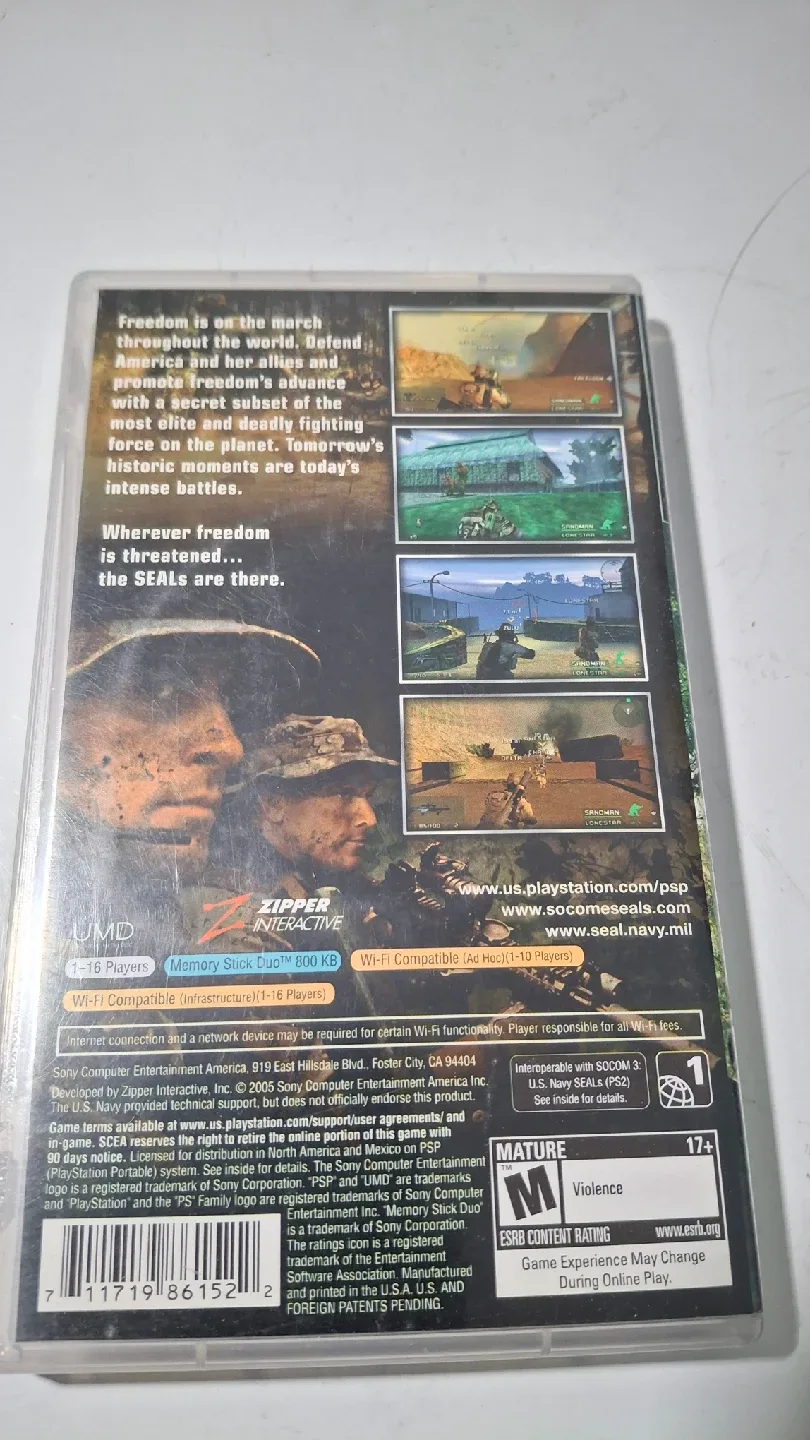 Freedom is on the march
throughout the world. Defend
America and her allies and
promote freedom's advance
with a secret subset of the
most elite and deadly fighting
force on the planet. Tomorrow's
historic moments are today's
intense battles.
Wherever freedom
is threatened...
the SEALs are there.
SANDMAN
LONESTAR
SANDMAN
LONESTAR
LONESTAR
SANDMAN
LONESTAR
DELTA
SANDMAN
LONESTAR
www.us.playstation.com/psp
www.socomseals.com
www.seal.navy.mil
UMD
ZIPPER
INTERACTIVE
1-16 Players
Memory Stick Duo™ 800 KB
Wi-Fi Compatible (Ad Hoc)(1-10 Players)
Wi-Fi Compatible (Infrastructure)(1-16 Players)
Internet connection and a network device may be required for certain Wi-Fi functionality. Player responsible for all Wi-Fi fees.
Sony Computer Entertainment America, 919 East Hillsdale Blvd., Foster City, CA 94404
Developed by Zipper Interactive, Inc. © 2005 Sony Computer Entertainment America Inc.
The U.S. Navy provided technical support, but does not officially endorse this product.
Game terms available at www.us.playstation.com/support/user agreements/ and
in-game. SCEA reserves the right to retire the online portion of this game with
90 days notice. Licensed for distribution in North America and Mexico on PSP
(PlayStation Portable) system. See inside for details. The Sony Computer Entertainment
logo is a registered trademark of Sony Corporation. "PSP" and "UMD" are trademarks
and "PlayStation" and the "PS" Family logo are registered trademarks of Sony Computer
Entertainment Inc. "Memory Stick Duo"
is a trademark of Sony Corporation.
The ratings icon is a registered
trademark of the Entertainment
Software Association. Manufactured
and printed in the U.S.A. U.S. AND
FOREIGN PATENTS PENDING.
Interoperable with SOCOM 3:
U.S. Navy SEALs (PS2)
See inside for details.
1
MATURE 17+
TM
M
Violence
ESRB CONTENT RATING www.esrb.org
Game Experience May Change
During Online Play.
7 11719 86152 2